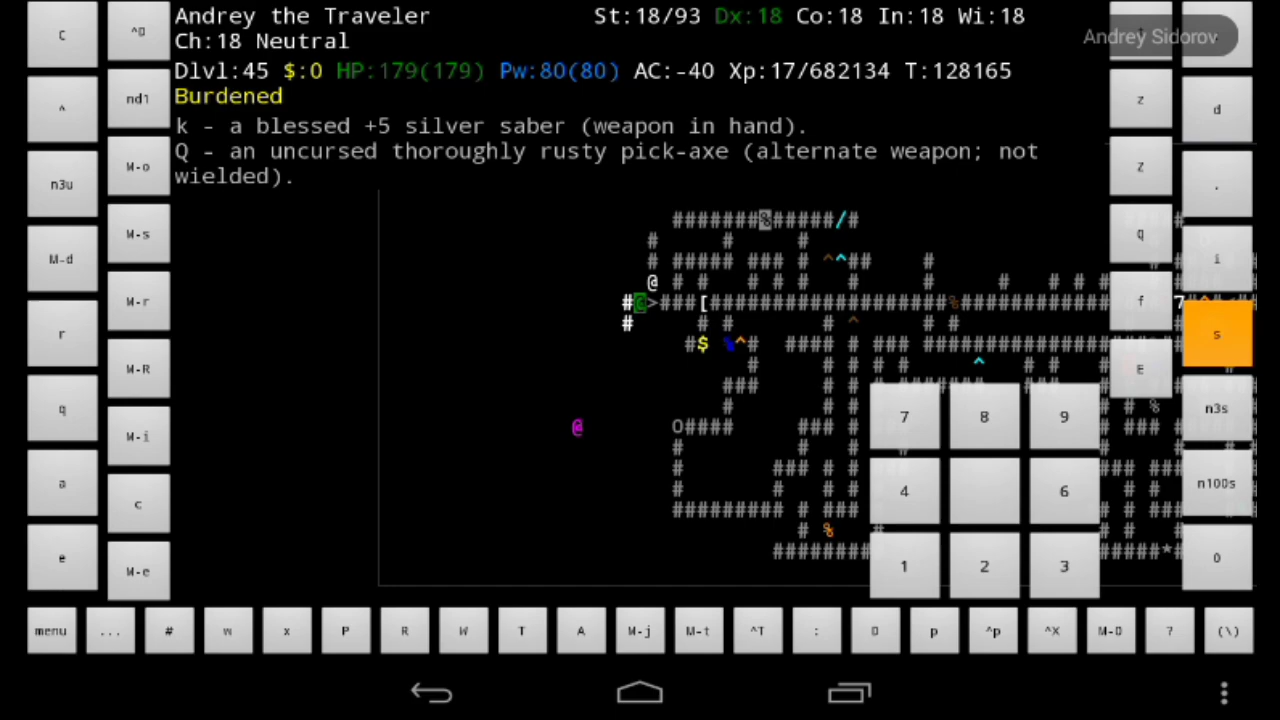 Andrey the Traveler St:18/93 Dx:18 Co:18 In:18 Wi:18
Ch:18 Neutral
Andrey Sidorov
Dlvl:45 $:0 HP:179(179) Pw:80(80) AC:-40 Xp:17/682134 T:128165
Burdened
k - a blessed +5 silver saber (weapon in hand).
Q - an uncursed thoroughly rusty pick-axe (alternate weapon; not
wielded).
C
^
n3u
M-d
r
q
a
e
^D
nd1
M-o
M-s
M-r
M-R
M-i
c
M-e
z
Z
q
f
E
d
.
i
s
n3s
n100s
7 8 9
4 6
1 2 3
menu ... # w x P R W T A M-j M-t ^T : p ^p ^X M-O ? (\)